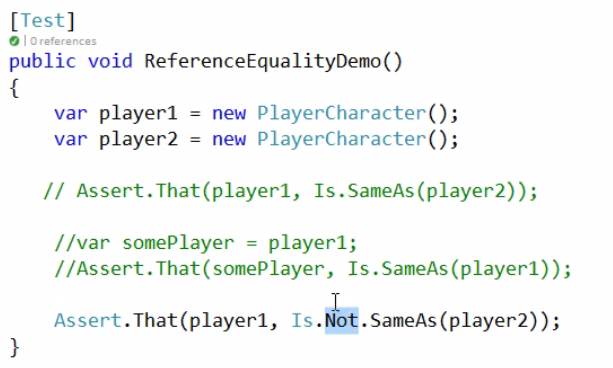 [Test]
| 0 references
public void ReferenceEqualityDemo()
{
var player1 = new PlayerCharacter();
var player2 = new PlayerCharacter();
// Assert.That(player1, Is.SameAs(player2));
//var somePlayer = player1;
//Assert.That(somePlayer, Is.SameAs(player1));
Assert.That(player1, Is.Not.SameAs(player2));
}